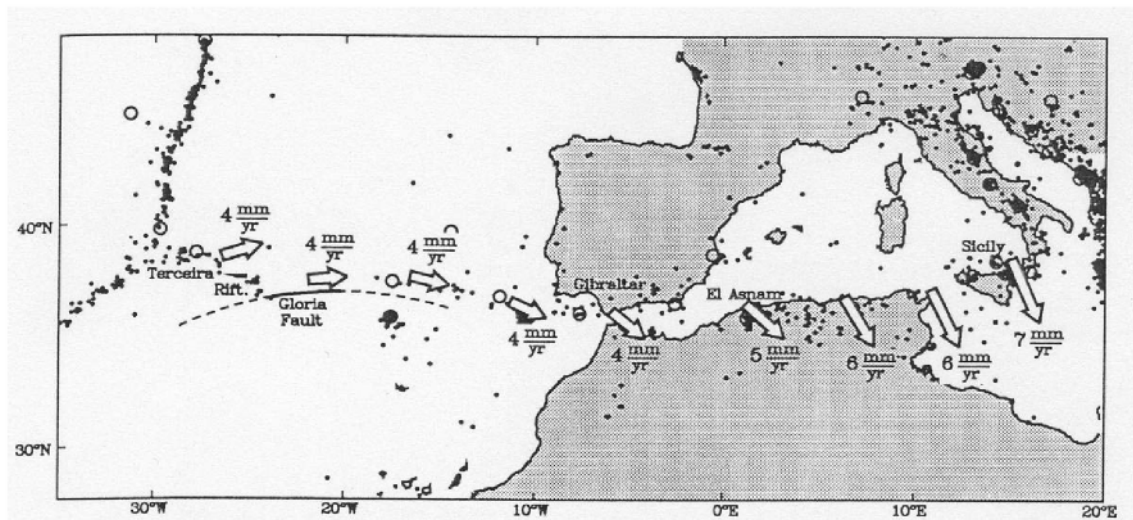 40°N
30°N
30°W
20°W
10°W
0°E
10°E
20°E
4 mm/yr
Terceira
Rift
4 mm/yr
Gloria
Fault
4 mm/yr
4 mm/yr
Gibraltar
4 mm/yr
El Asnam
5 mm/yr
6 mm/yr
6 mm/yr
Sicily
7 mm/yr